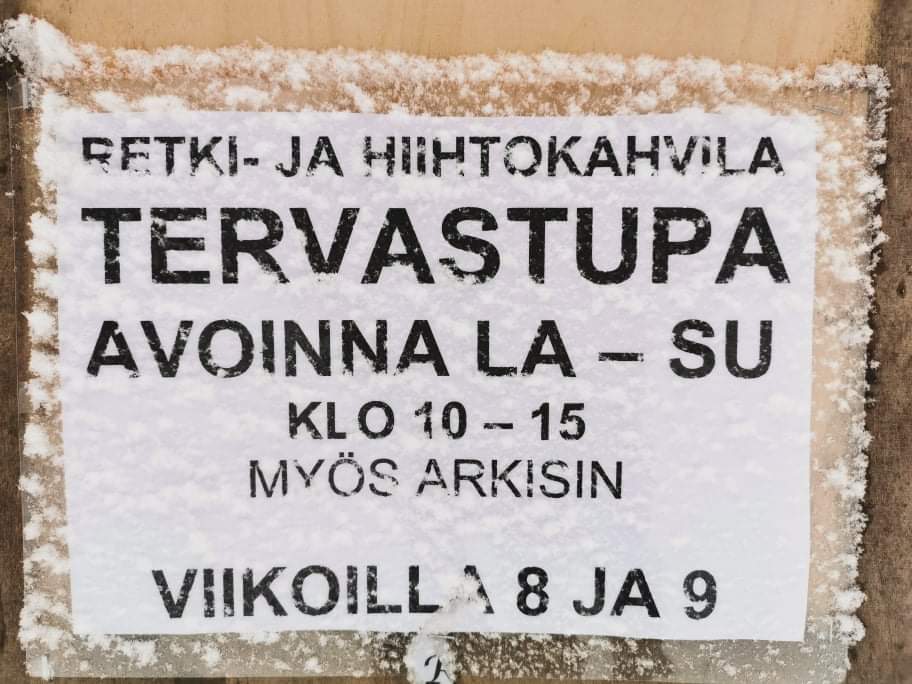 RETKI- JA HIIHTOKAHVILA
TERVASTUPA
AVOINNA LA – SU
KLO 10 – 15
MYÖS ARKISIN
VIIKOILLA 8 JA 9